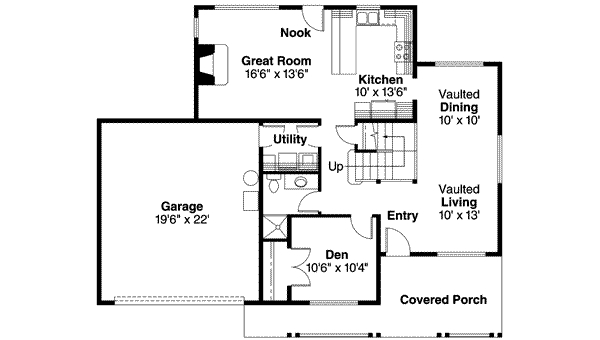 Nook
Great Room
16'6" x 13'6"
Kitchen
10' x 13'6"
Vaulted
Dining
10' x 10'
Utility
Up
Garage
19'6" x 22'
Vaulted
Living
10' x 13'
Entry
Den
10'6" x 10'4"
Covered Porch